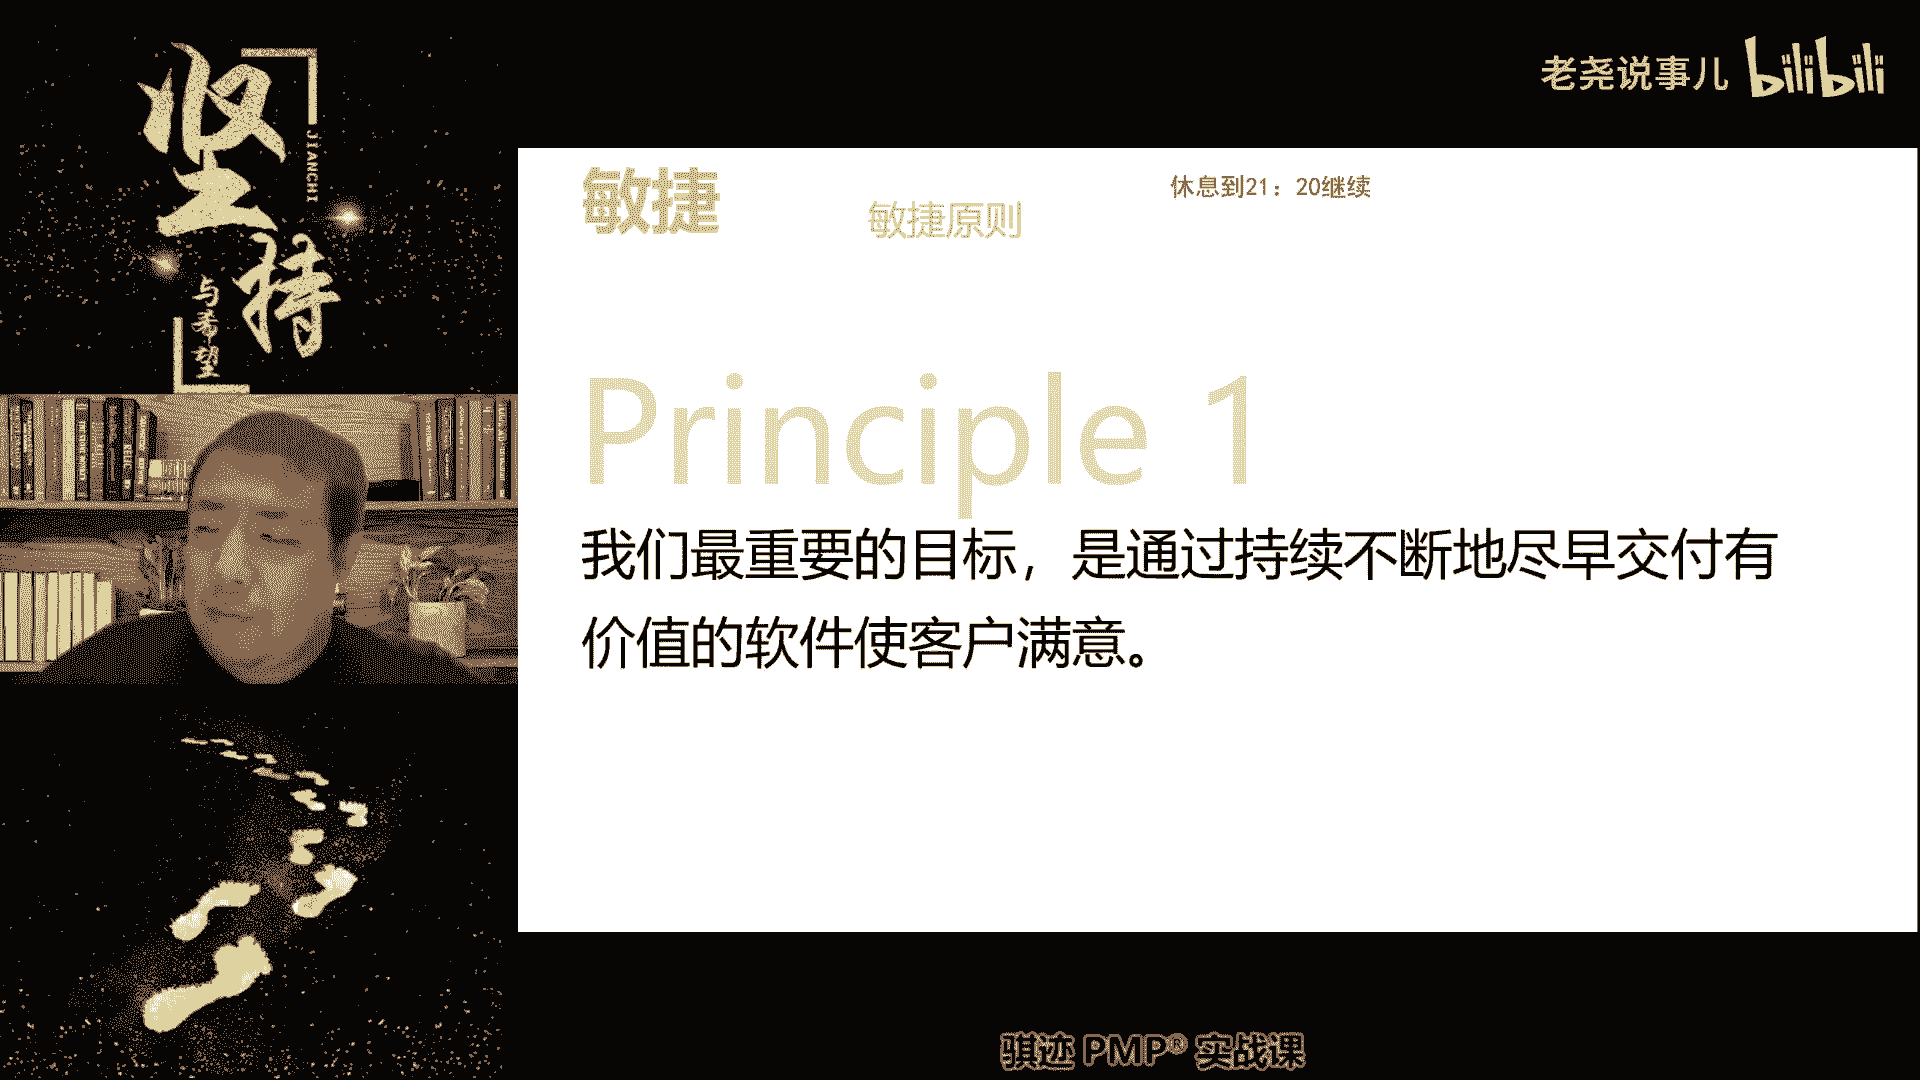 坚持
JIANCHI
与希望
老尧说事儿 bilibili
敏捷
敏捷原则
休息到21：20继续
Principle 1
我们最重要的目标，是通过持续不断地尽早交付有
价值的软件使客户满意。
骐迹 PMP® 实战课